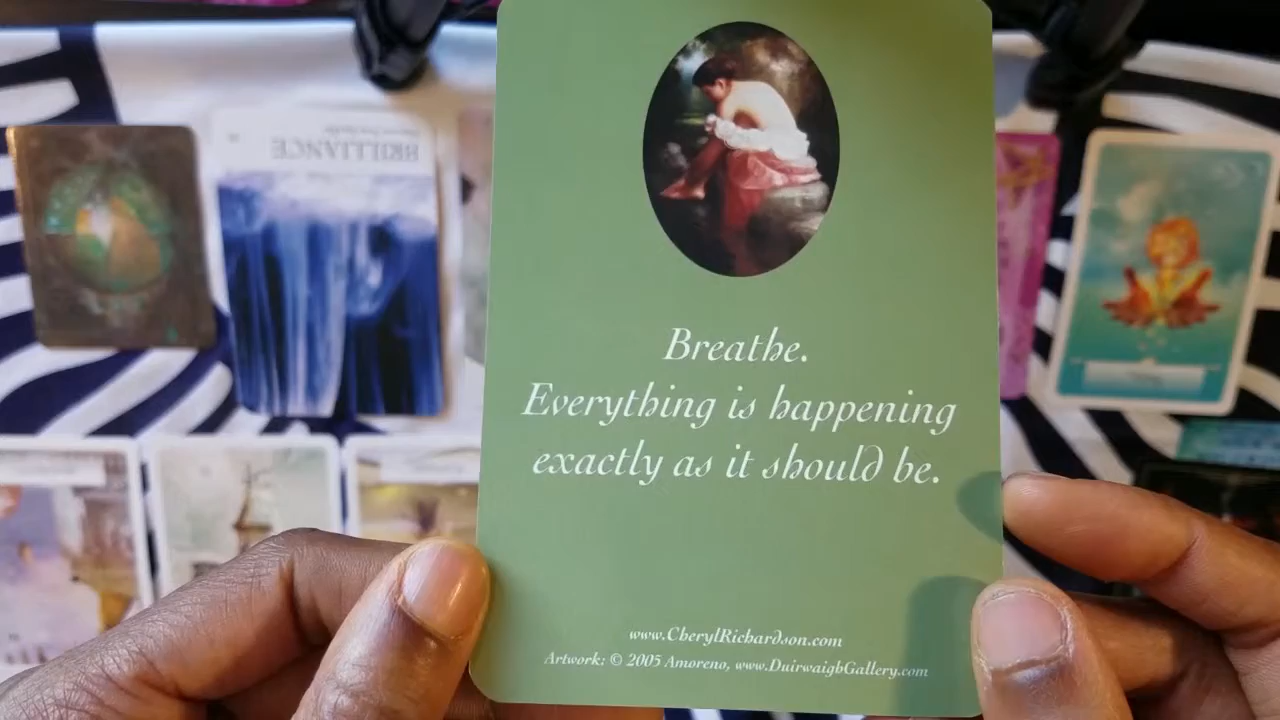 BRILLIANCE
Breathe.
Everything is happening
exactly as it should be.
www.CherylRichardson.com
Artwork: © 2005 Amoreno, www.DuirwaighGallery.com